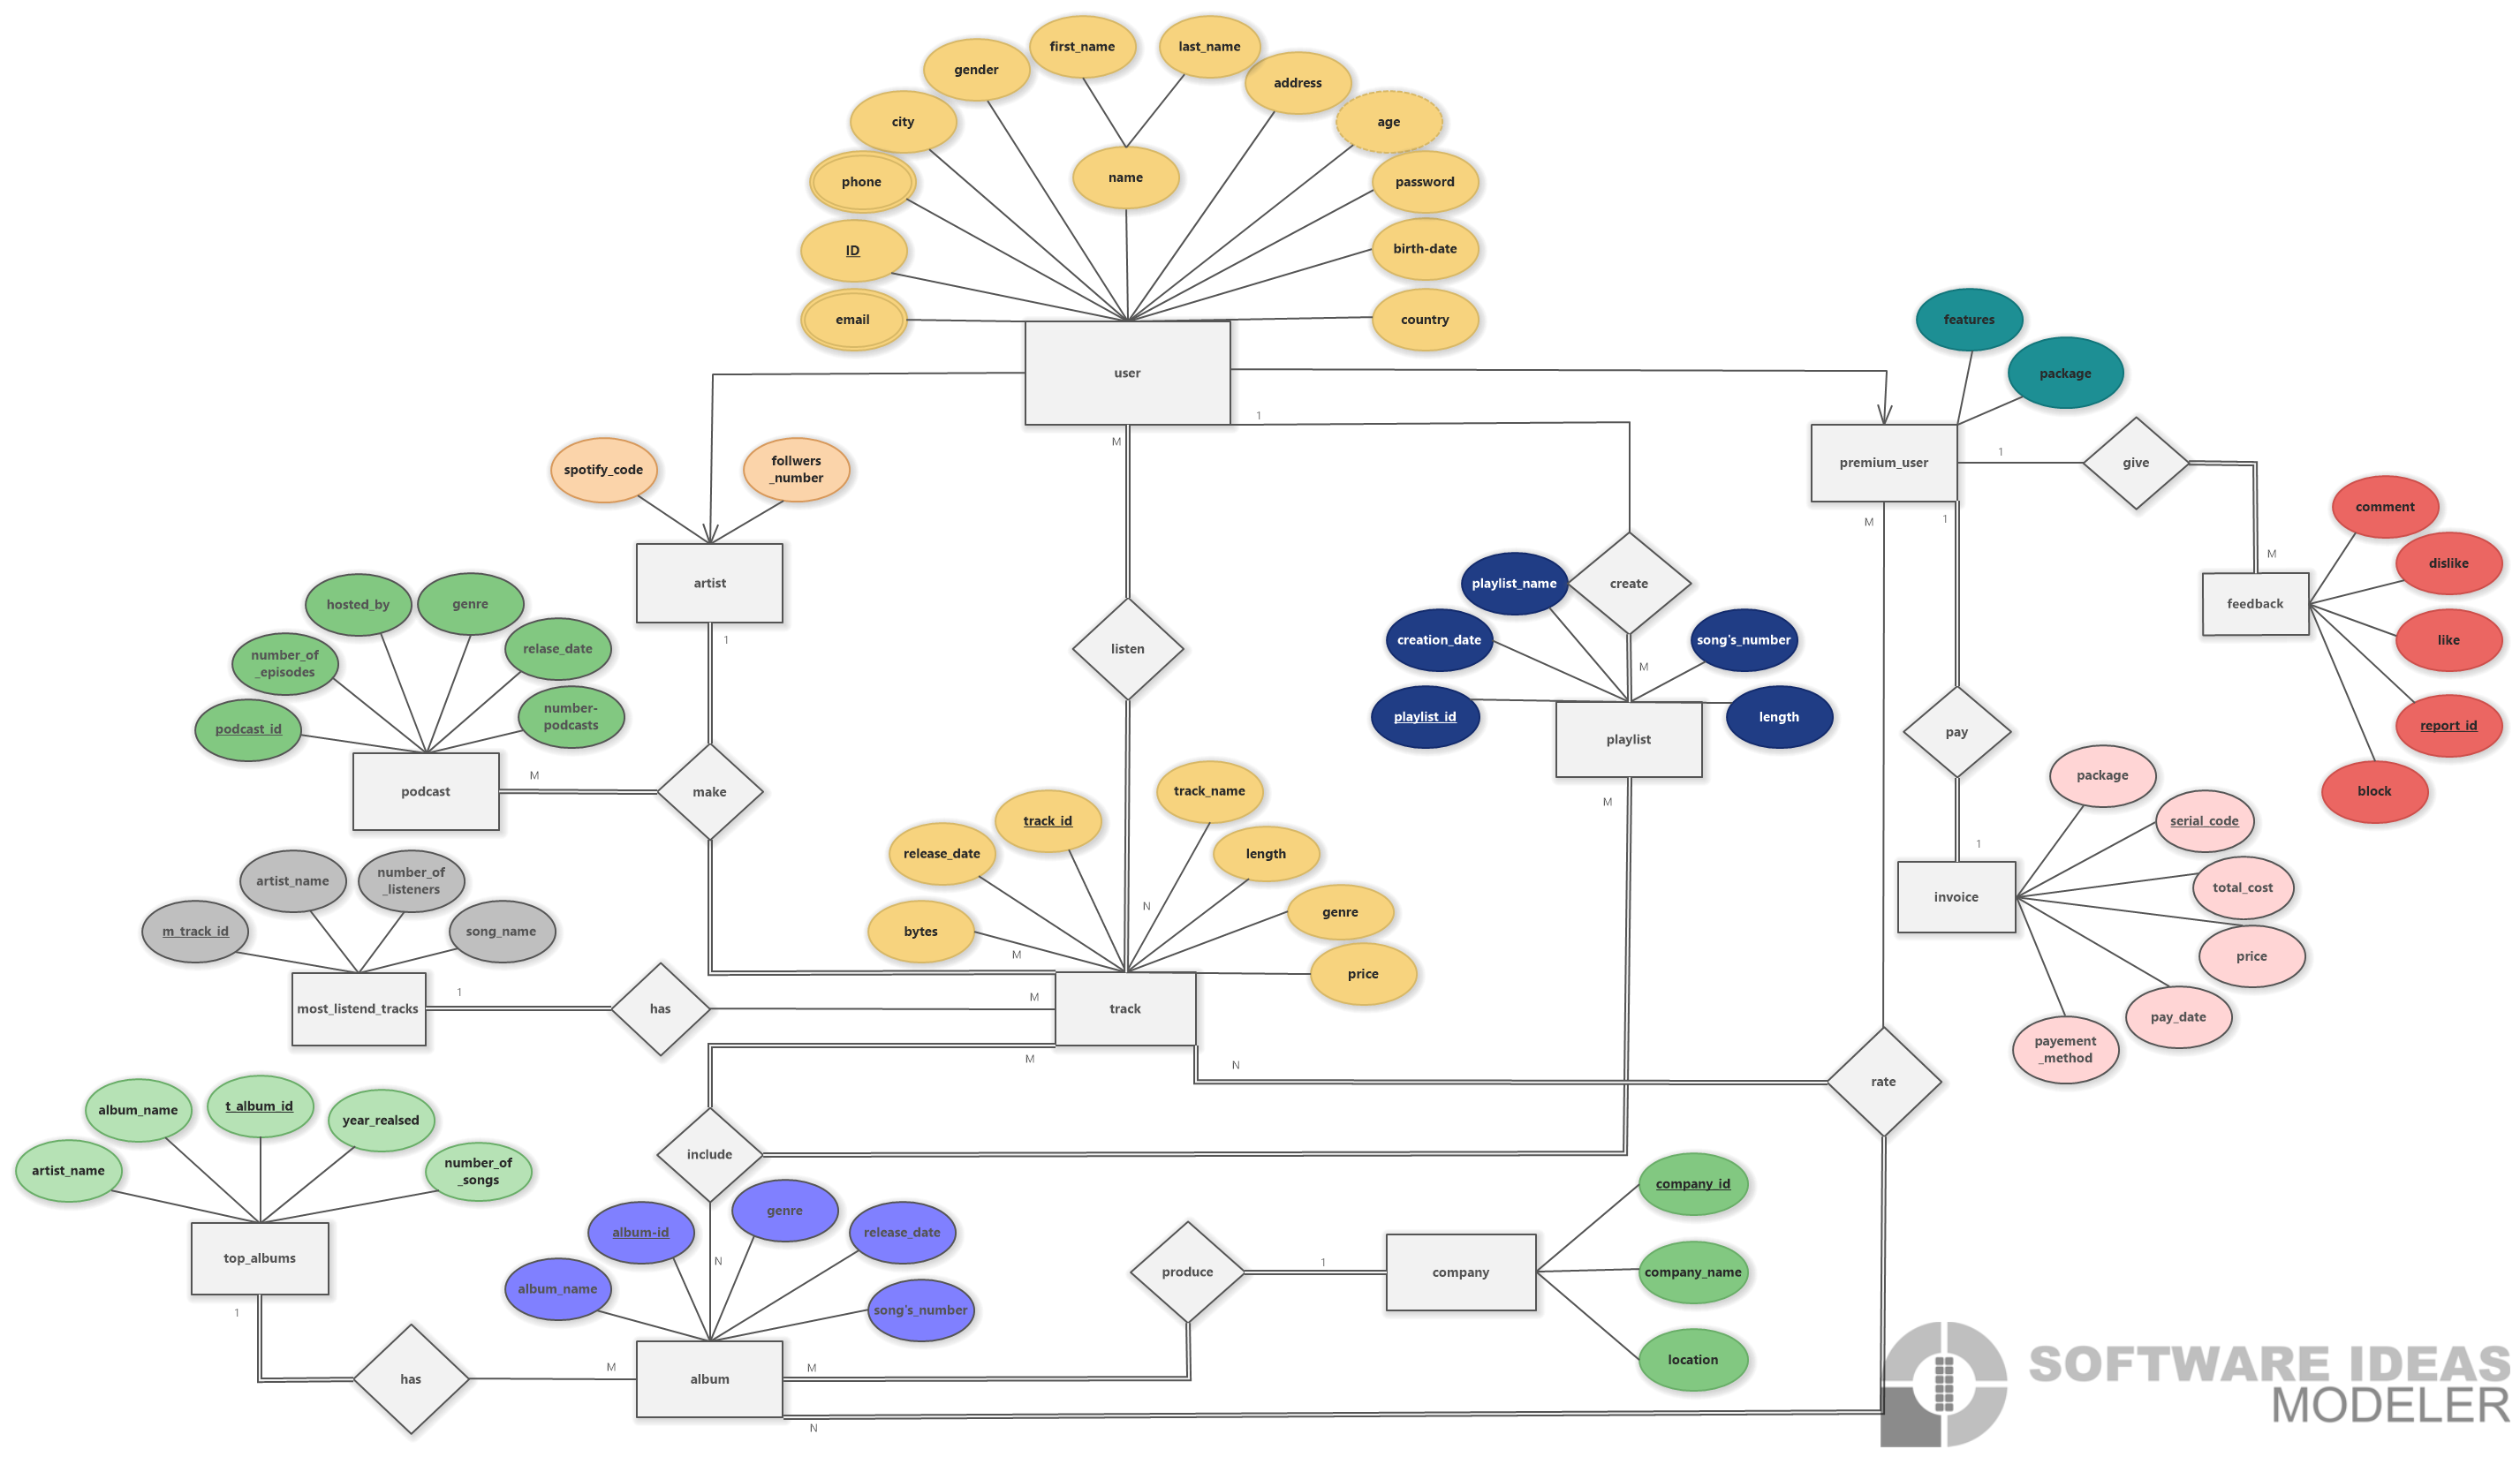 first_name
last_name
gender
address
city
age
phone
name
password
ID
birth-date
email
country
features
user
package
1
M
spotify_code
follwers
_number
premium_user
1
give
M
1
comment
M
dislike
artist
playlist_name
create
feedback
hosted_by
genre
creation_date
song's_number
like
1
relase_date
listen
number_of
_episodes
M
podcast_id
number-
podcasts
playlist_id
length
report_id
playlist
pay
M
podcast
make
package
block
track_name
M
track_id
serial_code
release_date
length
1
artist_name
number_of
_listeners
total_cost
invoice
N
genre
m_track_id
song_name
bytes
M
price
price
most_listend_tracks
1
has
M
track
pay_date
payement
_method
M
N
rate
album_name
t_album_id
year_realsed
include
artist_name
number_of
_songs
company_id
genre
album-id
release_date
top_albums
N
produce
1
company
company_name
album_name
song's_number
1
location
M
M
has
album
N
SOFTWARE IDEAS
MODELER